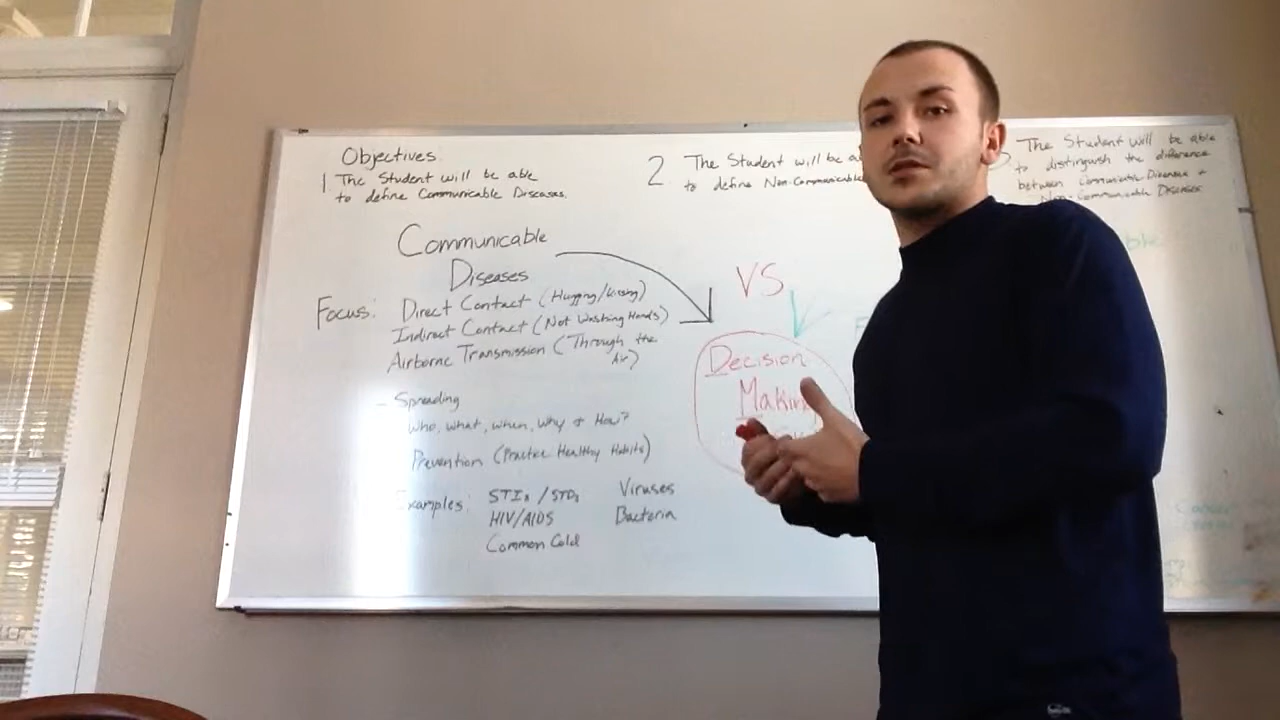 Objectives
1 The Student will be able
to define Communicable Diseases.
2. The Student will be
to define Non-Communicable
3 The Student will be able
to distinguish the difference
between Communicable Diseases +
Non-Communicable Diseases
Communicable
Diseases
Focus: Direct Contact (Hugging/Kissing)
Indirect Contact (Not Washing Hands)
Airborne Transmission (Through the
Air)
- Spreading
Who, What, When, Why & How?
Prevention (Practice Healthy Habits)
Examples: STIs / STDs Viruses
HIV/AIDS Bacteria
Common Cold
VS
Decision
Making